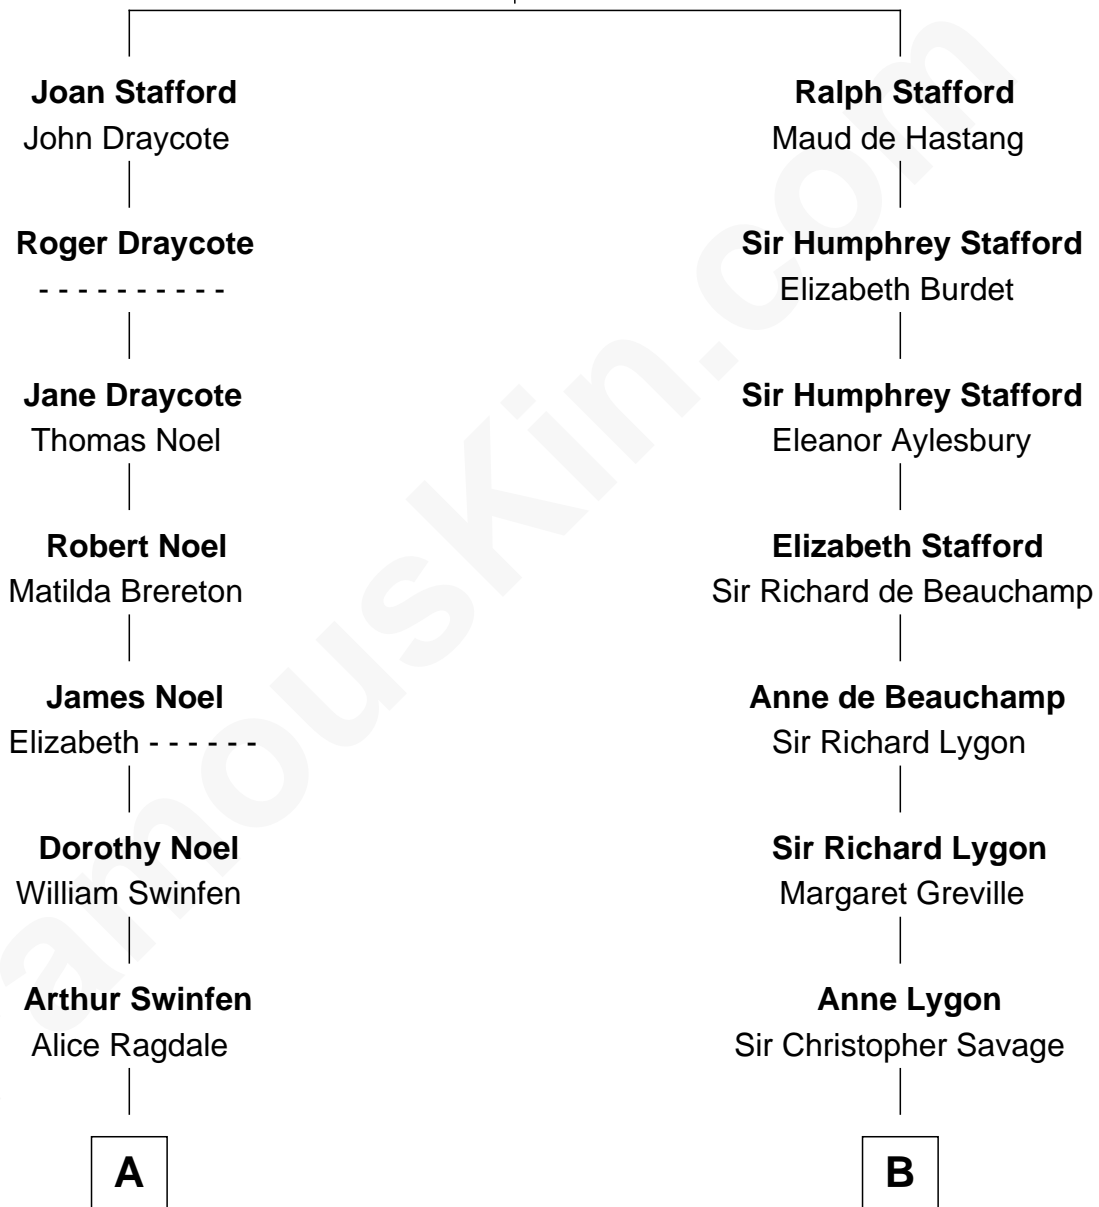 Joan Stafford
John Draycote
Roger Draycote
- - - - - - - - - -
Jane Draycote
Thomas Noel
Robert Noel
Matilda Brereton
James Noel
Elizabeth - - - - - -
Dorothy Noel
William Swinfen
Arthur Swinfen
Alice Ragdale
A
Ralph Stafford
Maud de Hastang
Sir Humphrey Stafford
Elizabeth Burdet
Sir Humphrey Stafford
Eleanor Aylesbury
Elizabeth Stafford
Sir Richard de Beauchamp
Anne de Beauchamp
Sir Richard Lygon
Sir Richard Lygon
Margaret Greville
Anne Lygon
Sir Christopher Savage
B
amouskin.com